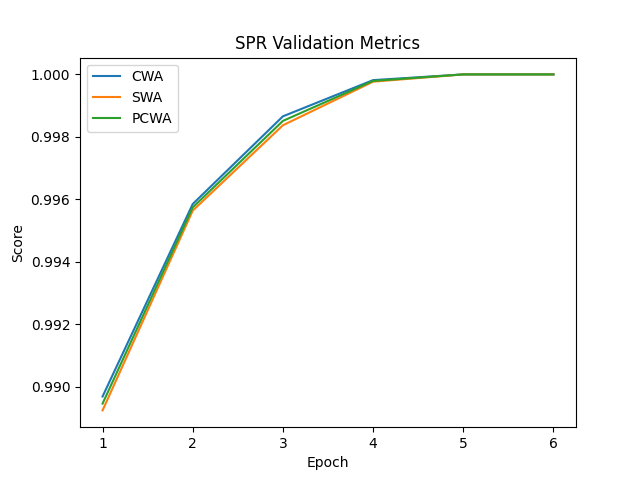 SPR Validation Metrics
CWA
SWA
PCWA
Score
1.000
0.998
0.996
0.994
0.992
0.990
1 2 3 4 5 6
Epoch